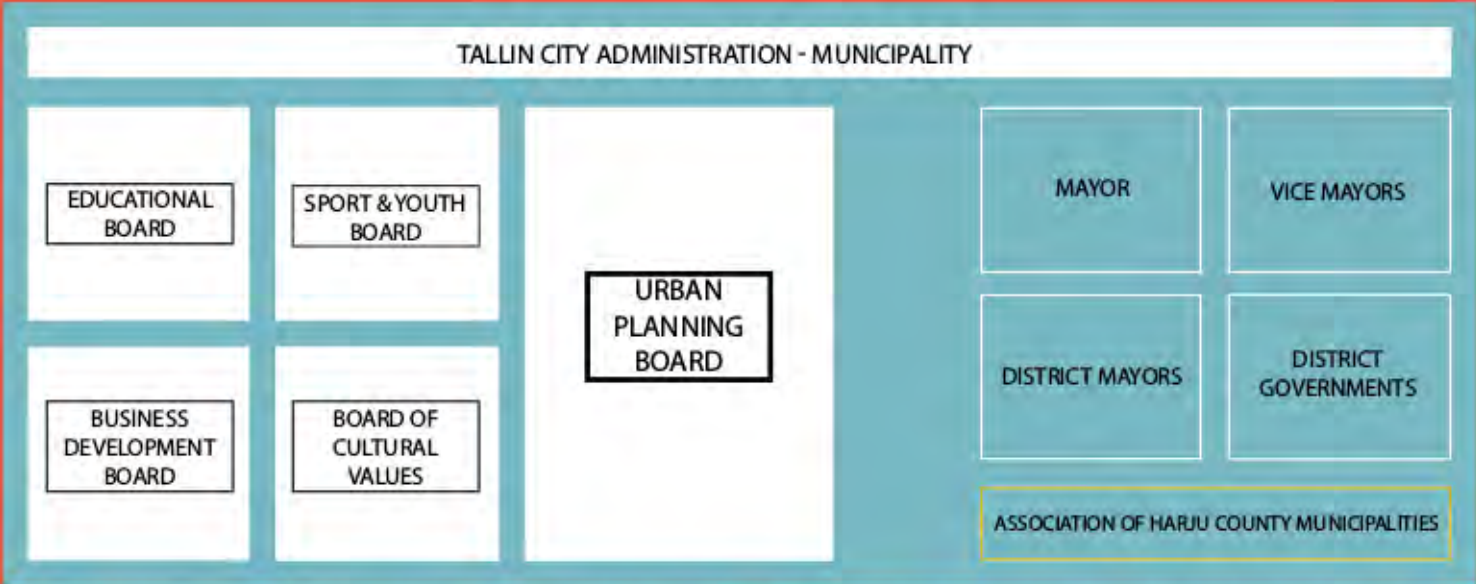 TALLIN CITY ADMINISTRATION - MUNICIPALITY
EDUCATIONAL
BOARD
SPORT & YOUTH
BOARD
URBAN
PLANNING
BOARD
BUSINESS
DEVELOPMENT
BOARD
BOARD OF
CULTURAL
VALUES
MAYOR
VICE MAYORS
DISTRICT MAYORS
DISTRICT
GOVERNMENTS
ASSOCIATION OF HARJU COUNTY MUNICIPALITIES